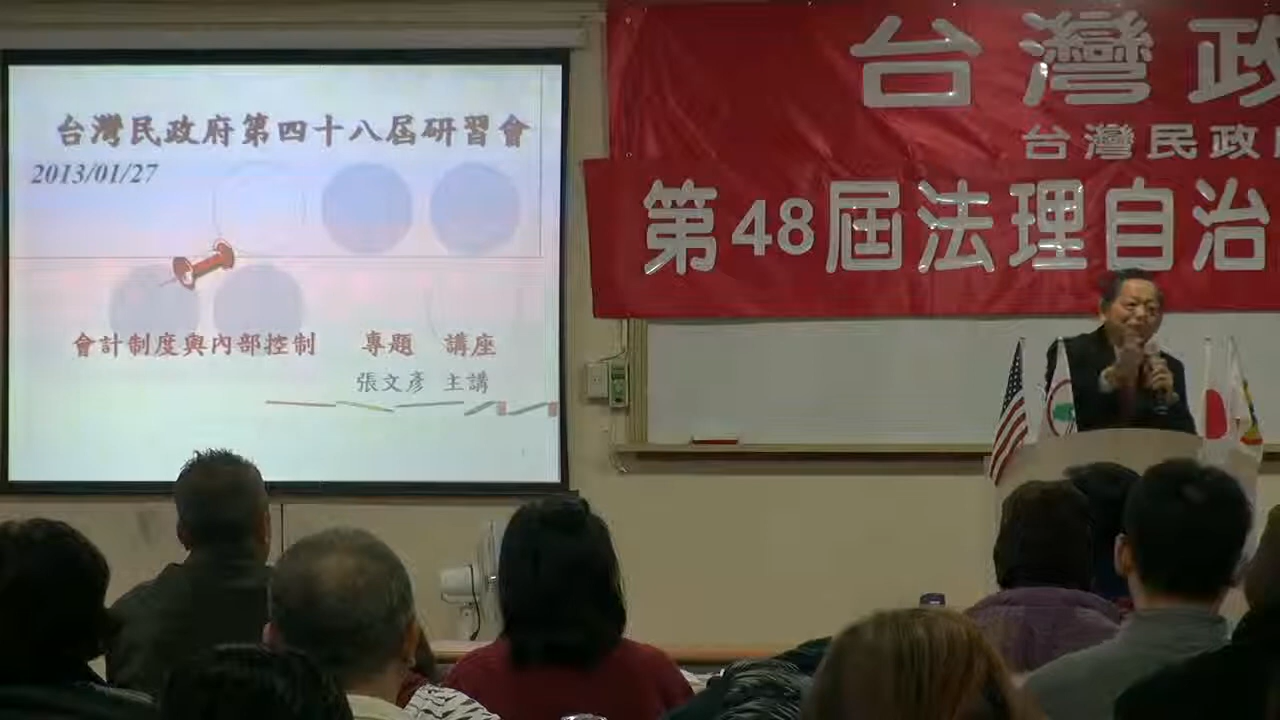 台灣民政府第四十八屆研習會
2013/01/27
會計制度與內部控制 專題 講座
張文彥 主講
台灣政
台灣民政府
第48屆法理自治